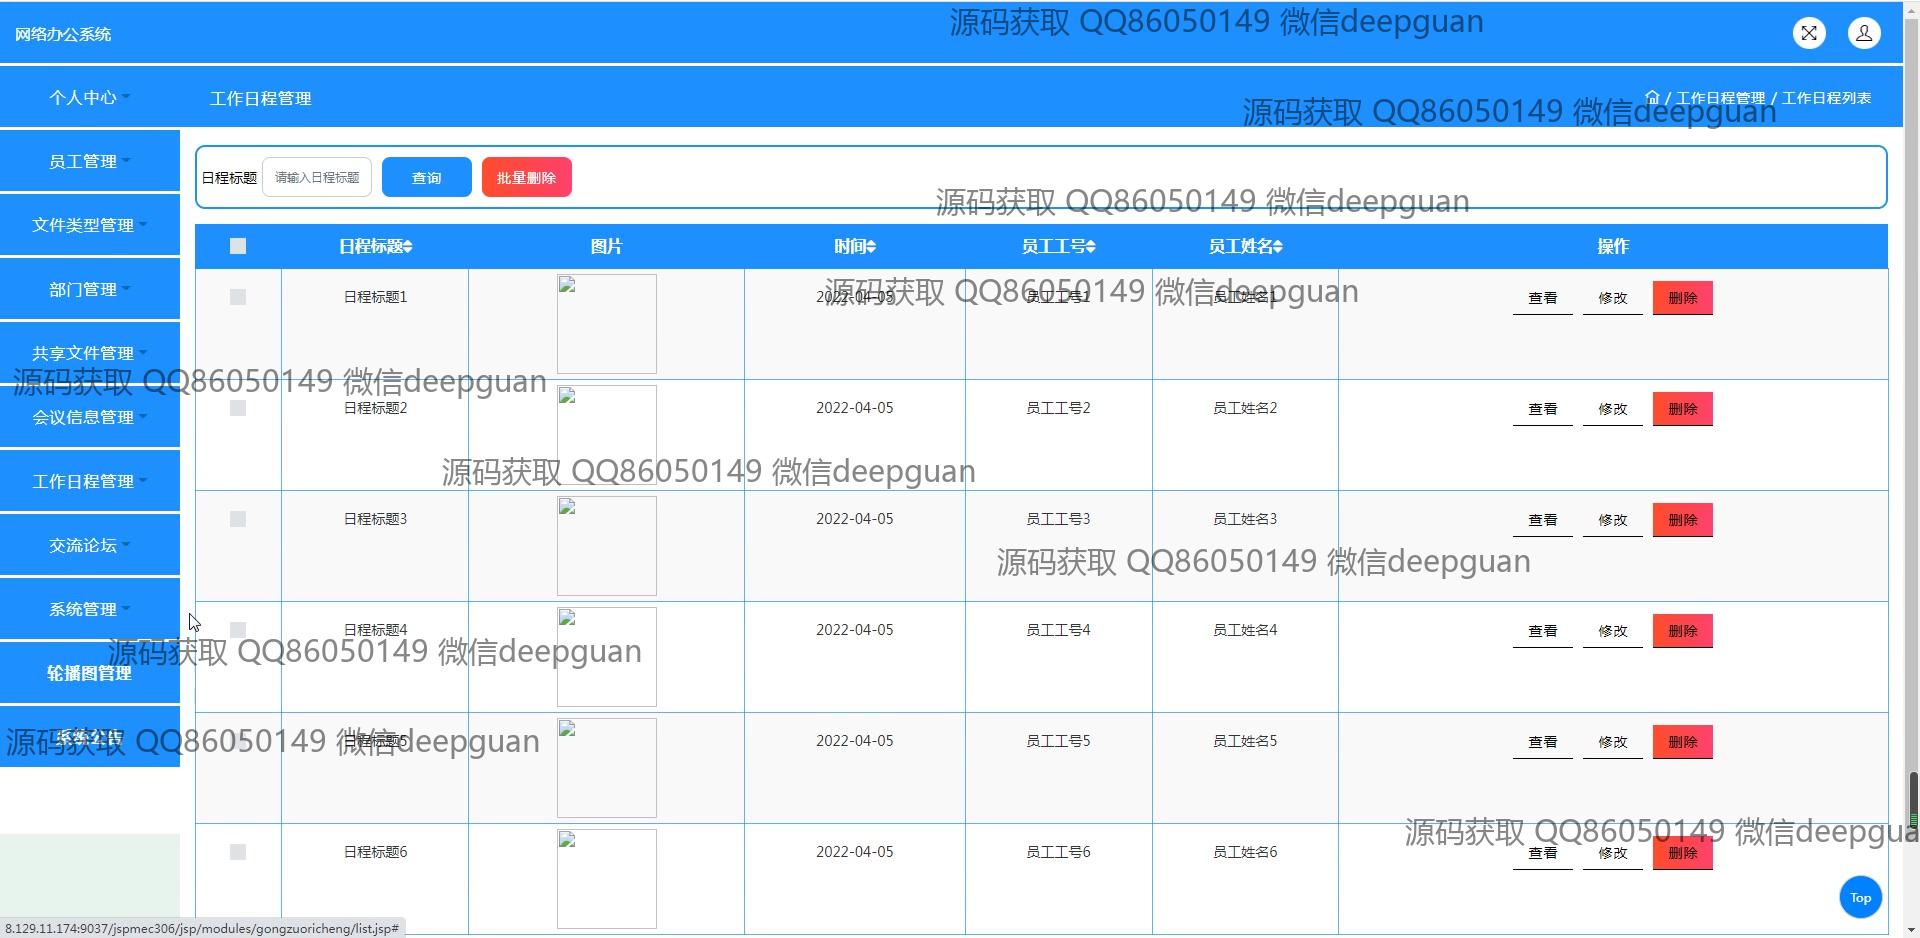 网络办公系统
源码获取 QQ86050149 微信deepguan
个人中心
工作日程管理
/ 工作日程管理 / 工作日程列表
源码获取 QQ86050149 微信deepguan
员工管理
日程标题 请输入日程标题 查询 批量删除
源码获取 QQ86050149 微信deepguan
文件类型管理
日程标题 图片 时间 员工工号 员工姓名 操作
部门管理
日程标题1 2022-04-05 员工工号1 员工姓名1 查看 修改 删除
源码获取 QQ86050149 微信deepguan
共享文件管理
源码获取 QQ86050149 微信deepguan
会议信息管理
日程标题2 2022-04-05 员工工号2 员工姓名2 查看 修改 删除
源码获取 QQ86050149 微信deepguan
工作日程管理
日程标题3 2022-04-05 员工工号3 员工姓名3 查看 修改 删除
交流论坛
源码获取 QQ86050149 微信deepguan
系统管理
日程标题4 2022-04-05 员工工号4 员工姓名4 查看 修改 删除
源码获取 QQ86050149 微信deepguan
轮播图管理
系统公告
源码获取 QQ86050149 微信deepguan
日程标题5 2022-04-05 员工工号5 员工姓名5 查看 修改 删除
源码获取 QQ86050149 微信deepgua
日程标题6 2022-04-05 员工工号6 员工姓名6 查看 修改 删除
Top
8.129.11.174:9037/jspmec306/jsp/modules/gongzuoricheng/list.jsp#